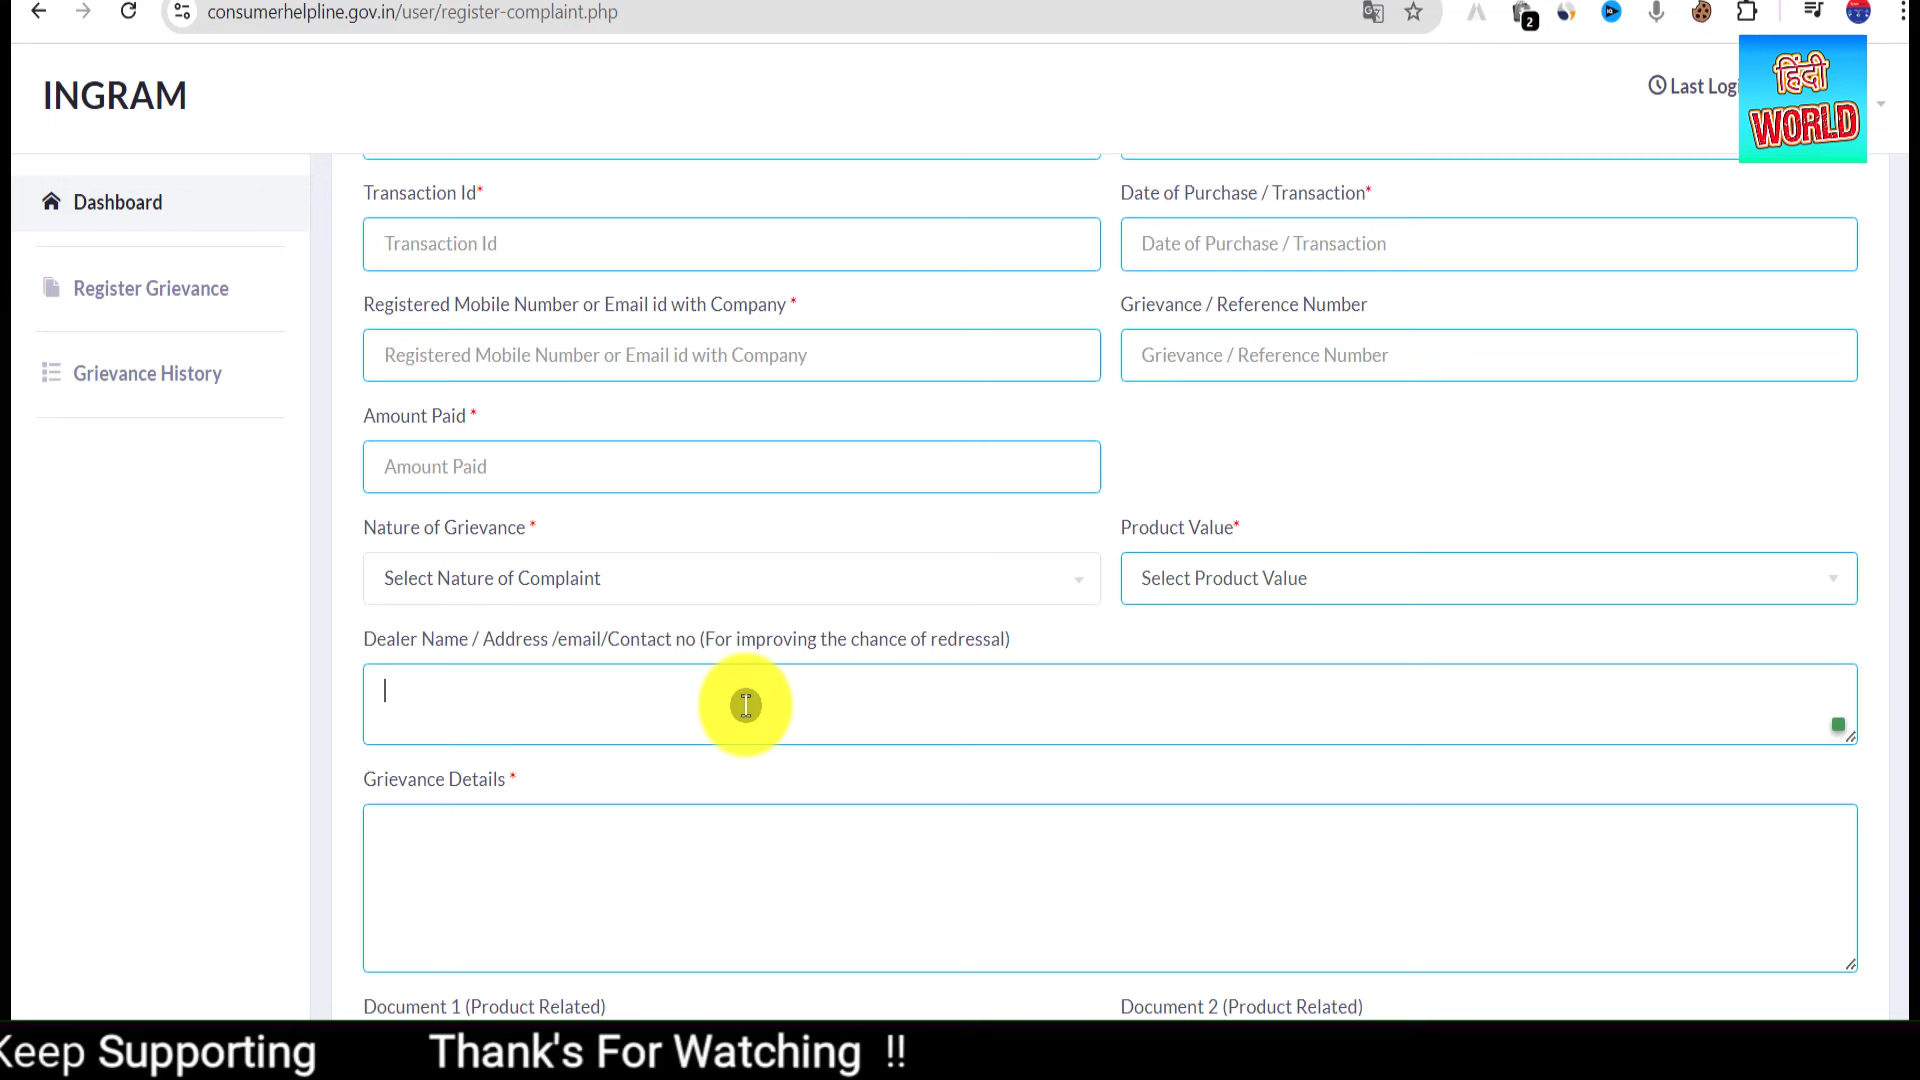 consumerhelpline.gov.in/user/register-complaint.php
2
INGRAM
Last Logi
हिंदी
WORLD
Dashboard
Register Grievance
Grievance History
Transaction Id*
Date of Purchase / Transaction*
Transaction Id
Date of Purchase / Transaction
Registered Mobile Number or Email id with Company *
Grievance / Reference Number
Registered Mobile Number or Email id with Company
Grievance / Reference Number
Amount Paid *
Amount Paid
Nature of Grievance *
Product Value*
Select Nature of Complaint
Select Product Value
Dealer Name / Address /email/Contact no (For improving the chance of redressal)
Grievance Details *
Document 1 (Product Related)
Document 2 (Product Related)
Keep Supporting
Thank's For Watching !!